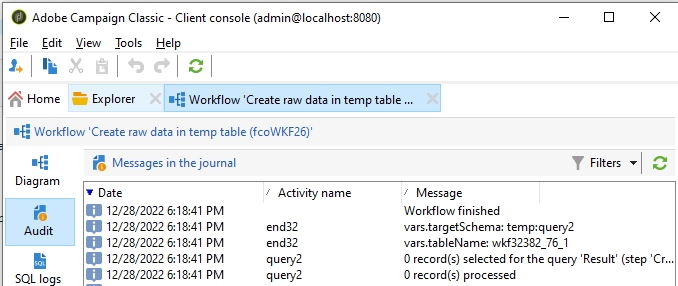 Adobe Campaign Classic - Client console (admin@localhost:8080)
File Edit View Tools Help
Home Explorer Workflow 'Create raw data in temp table ...
Workflow 'Create raw data in temp table (fcoWKF26)'
Diagram
Audit
SQL logs
Messages in the journal Filters
Date Activity name Message
12/28/2022 6:18:41 PM Workflow finished
12/28/2022 6:18:41 PM end32 vars.targetSchema: temp:query2
12/28/2022 6:18:41 PM end32 vars.tableName: wkf32382_76_1
12/28/2022 6:18:41 PM query2 0 record(s) selected for the query 'Result' (step 'Cr...
12/28/2022 6:18:41 PM query2 0 record(s) processed